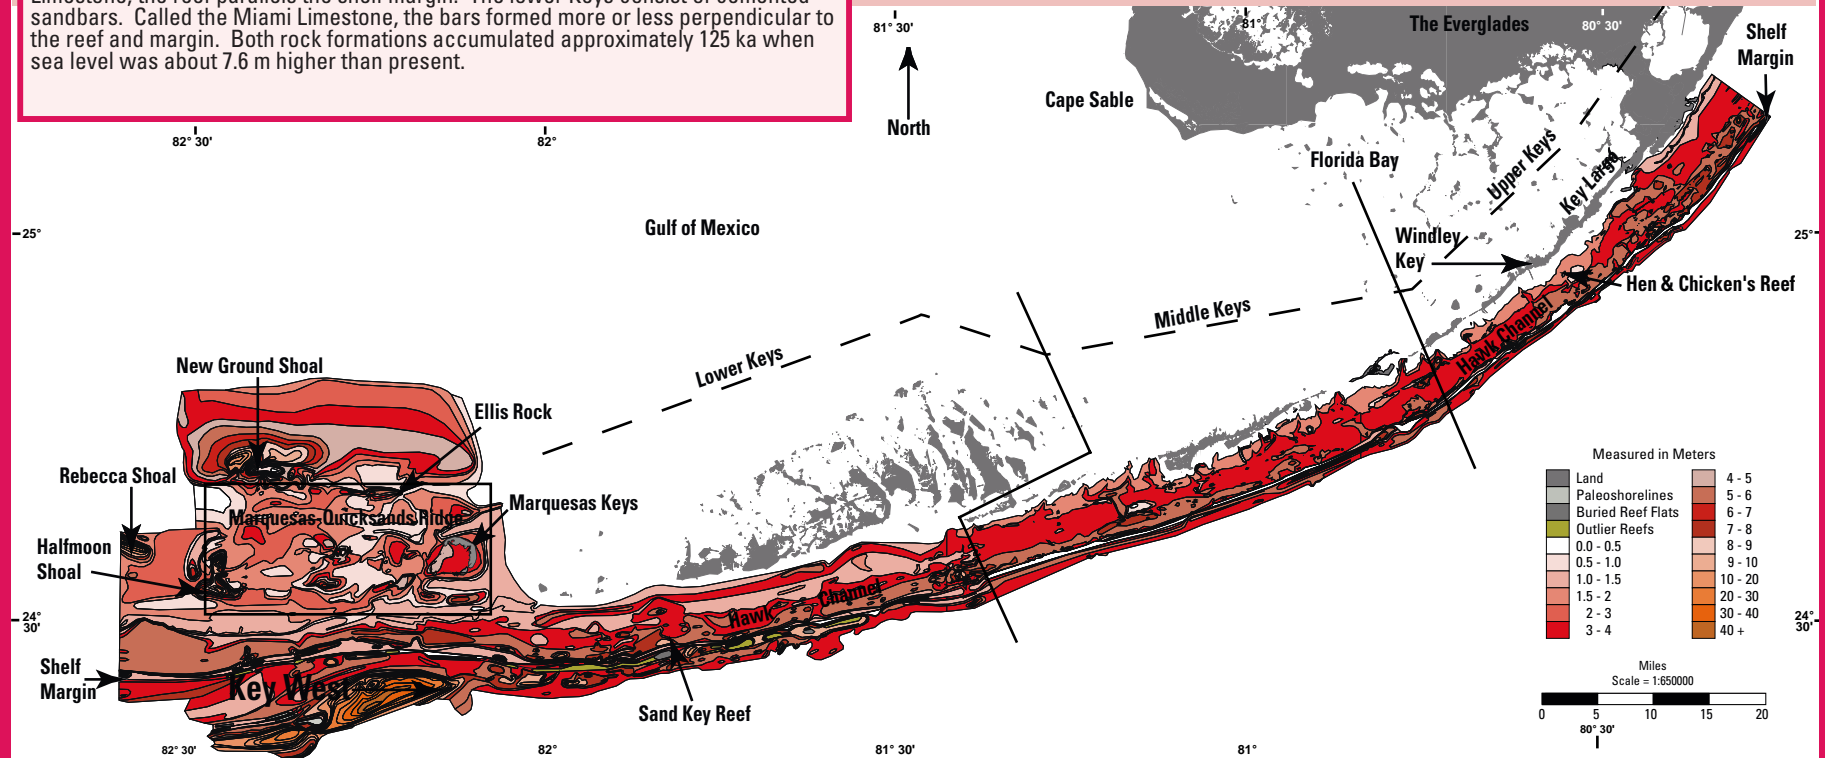 Limestone, the reef parallels the shelf margin. The lower Keys consist of cemented
sandbars. Called the Miami Limestone, the bars formed more or less perpendicular to
the reef and margin. Both rock formations accumulated approximately 125 ka when
sea level was about 7.6 m higher than present.
81° 30'
81°
The Everglades
80° 30'
Shelf
Margin
Cape Sable
North
82° 30'
82°
Florida Bay
Upper Keys
Key Largo
Gulf of Mexico
25°
Windley
Key
25°
Hen & Chicken's Reef
Middle Keys
Hawk Channel
Lower Keys
New Ground Shoal
Ellis Rock
Rebecca Shoal
Marquesas Keys
Marquesas-Quicksands Ridge
Halfmoon
Shoal
Hawk Channel
24°
30'
24°
30'
Shelf
Margin
Key West
Sand Key Reef
Measured in Meters
Land
Paleoshorelines
Buried Reef Flats
Outlier Reefs
0.0 - 0.5
0.5 - 1.0
1.0 - 1.5
1.5 - 2
2 - 3
3 - 4
4 - 5
5 - 6
6 - 7
7 - 8
8 - 9
9 - 10
10 - 20
20 - 30
30 - 40
40 +
Miles
Scale = 1:650000
0 5 10 15 20
82° 30'
82°
81° 30'
81°
80° 30'